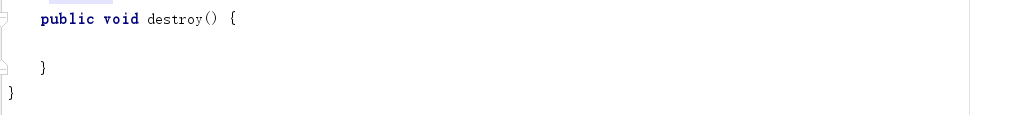 public void destroy() {
}
}